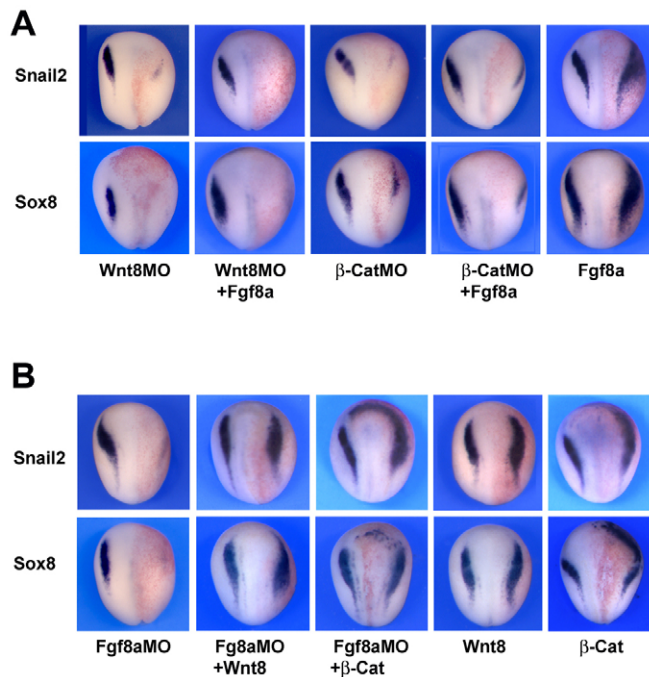 A
Snail2
Sox8
Wnt8MO
Wnt8MO
+Fgf8a
β-CatMO
β-CatMO
+Fgf8a
Fgf8a
B
Snail2
Sox8
Fgf8aMO
Fg8aMO
+Wnt8
Fgf8aMO
+β-Cat
Wnt8
β-Cat